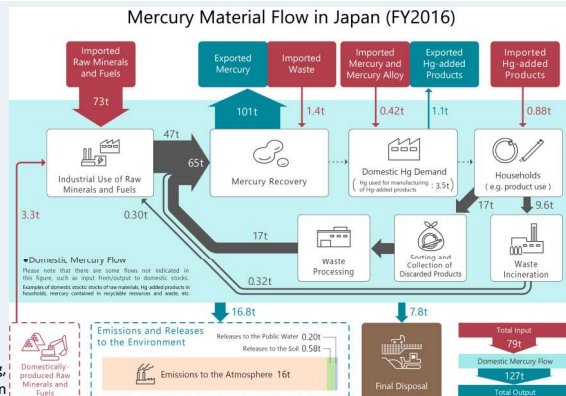 Mercury Material Flow in Japan (FY2016)
Imported
Raw Minerals
and Fuels
Exported
Mercury
Imported
Waste
Imported
Mercury and
Mercury Alloy
Exported
Hg-added
Products
Imported
Hg-added
Products
73t
101t
1.4t
0.42t
1.1t
0.88t
47t
65t
Industrial Use of Raw
Minerals and Fuels
Mercury Recovery
Domestic Hg Demand
( Hg used for manufacturing
of Hg-added products : 3.5t )
Households
( e.g. product use )
3.3t
0.30t
17t
17t
9.6t
Waste
Processing
Sorting and
Collection of
Discarded Products
Waste
Incineration
0.32t
●Domestic Mercury Flow
Please note that there are some flows not indicated in
this figure, such as input from/output to domestic stocks.
Examples of domestic stocks: stocks of raw materials, Hg added products in
households, mercury contained in recyclable resources and waste, etc.
16.8t
7.8t
Domestically-
produced Raw
Minerals and
Fuels
Emissions and Releases
to the Environment
Releases to the Public Water 0.20t
Releases to the Soil 0.58t
Emissions to the Atmosphere 16t
Final Disposal
Total Input
79t
Domestic Mercury Flow
127t
Total Output